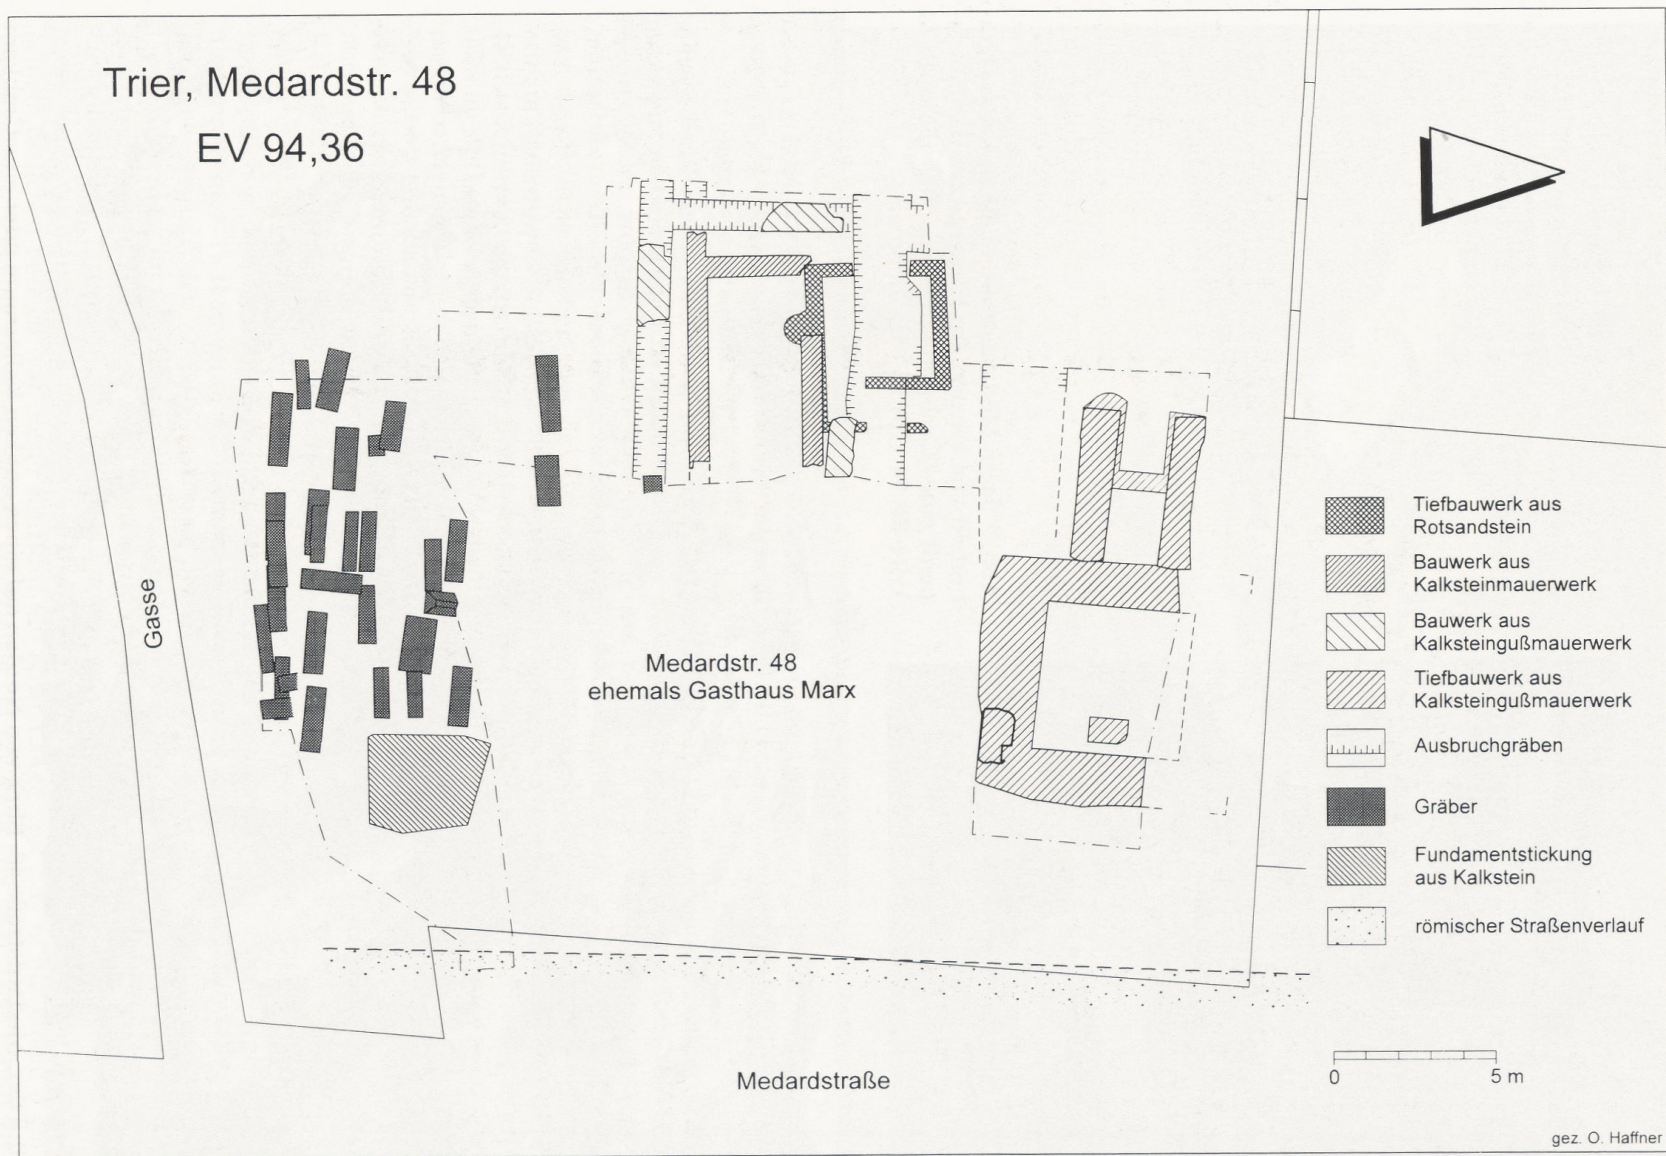 Trier, Medardstr. 48
EV 94,36
Gasse
Medardstr. 48
ehemals Gasthaus Marx
Tiefbauwerk aus
Rotsandstein
Bauwerk aus
Kalksteinmauerwerk
Bauwerk aus
Kalksteingußmauerwerk
Tiefbauwerk aus
Kalksteingußmauerwerk
Ausbruchgräben
Gräber
Fundamentstickung
aus Kalkstein
römischer Straßenverlauf
Medardstraße
0 5 m
gez. O. Haffner